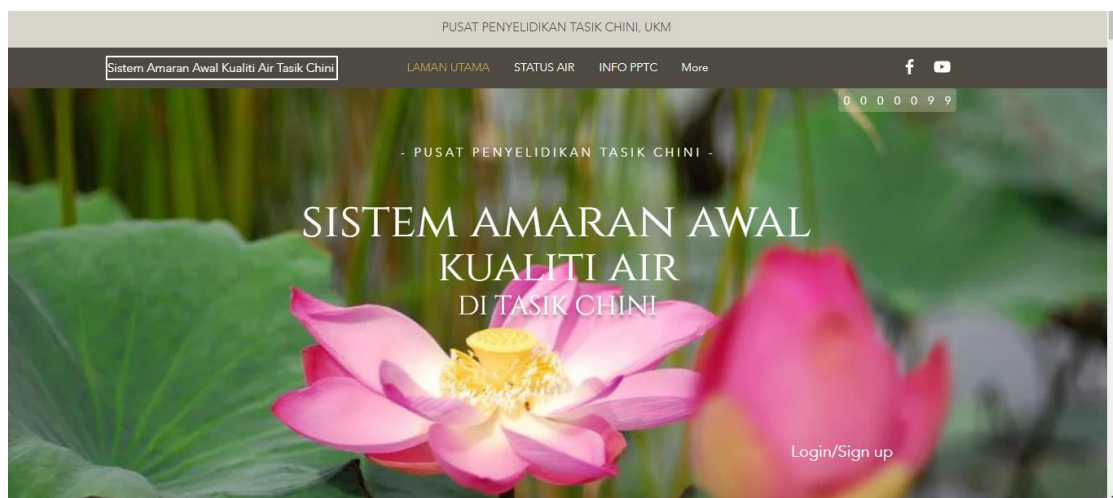 PUSAT PENYELIDIKAN TASIK CHINI, UKM
Sistem Amaran Awal Kualiti Air Tasik Chini
LAMAN UTAMA STATUS AIR INFO PPTC More
0 0 0 0 0 9 9
- PUSAT PENYELIDIKAN TASIK CHINI -
SISTEM AMARAN AWAL
KUALITI AIR
DI TASIK CHINI
Login/Sign up